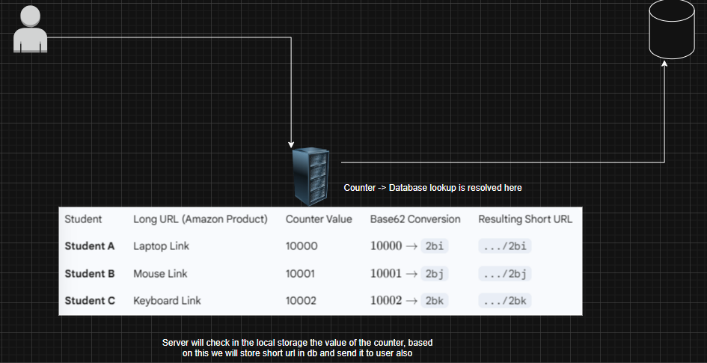 Counter -> Database lookup is resolved here
Student Long URL (Amazon Product) Counter Value Base62 Conversion Resulting Short URL
Student A Laptop Link 10000 10000 → 2bi .../2bi
Student B Mouse Link 10001 10001 → 2bj .../2bj
Student C Keyboard Link 10002 10002 → 2bk .../2bk
Server will check in the local storage the value of the counter, based
on this we will store short url in db and send it to user also